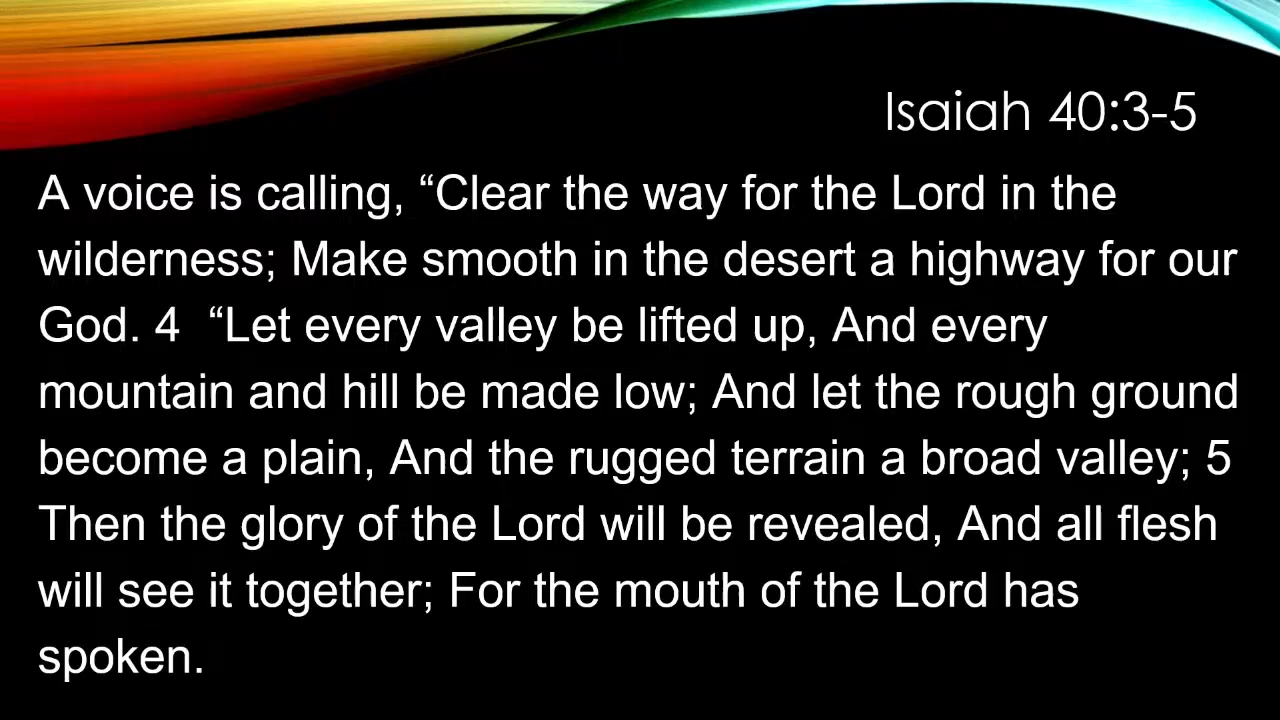 Isaiah 40:3-5
A voice is calling, “Clear the way for the Lord in the
wilderness; Make smooth in the desert a highway for our
God. 4  “Let every valley be lifted up, And every
mountain and hill be made low; And let the rough ground
become a plain, And the rugged terrain a broad valley; 5
Then the glory of the Lord will be revealed, And all flesh
will see it together; For the mouth of the Lord has
spoken.